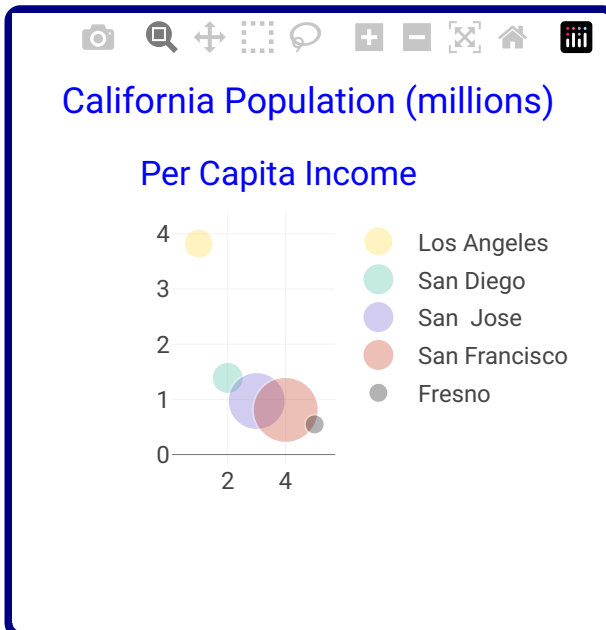 California Population (millions)
Per Capita Income
4
3
2
1
0
2 4
Los Angeles
San Diego
San  Jose
San Francisco
Fresno